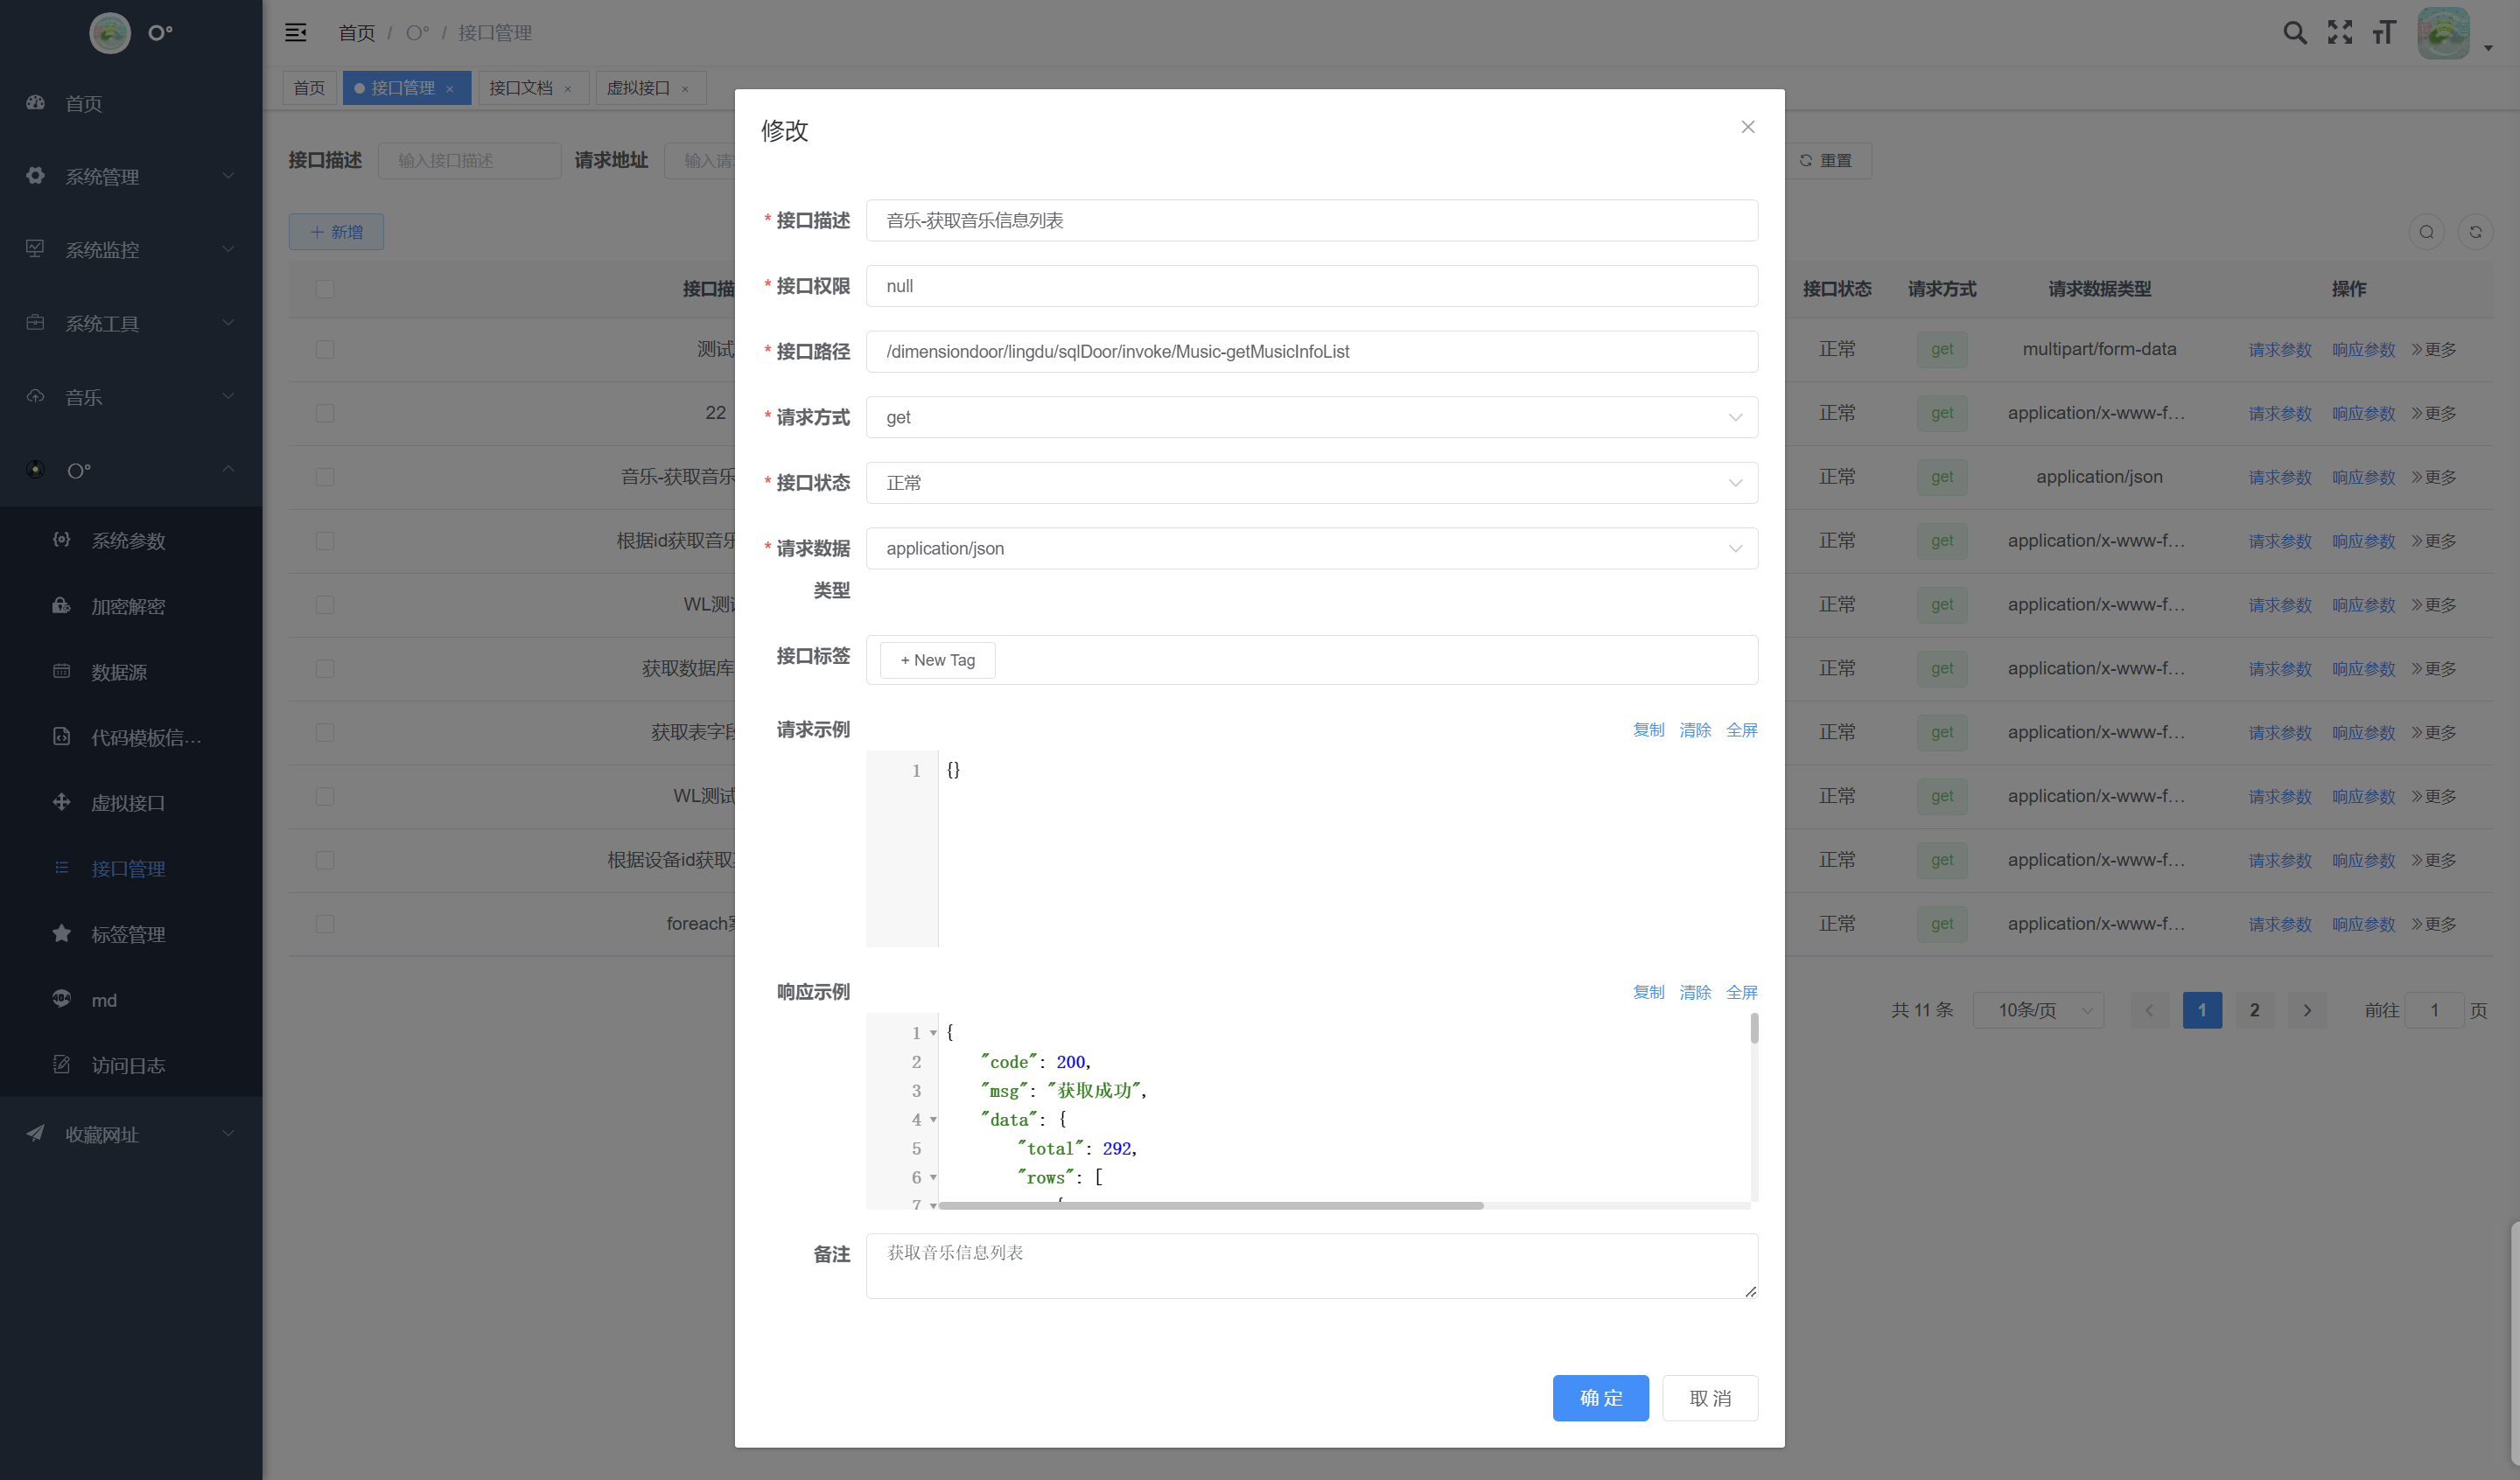 O°
首页 / O° / 接口管理
首页
接口管理 ×
接口文档 ×
虚拟接口 ×
首页
系统管理
系统监控
系统工具
音乐
O°
系统参数
加密解密
数据源
代码模板信...
虚拟接口
接口管理
标签管理
md
访问日志
收藏网址
接口描述 输入接口描述 请求地址 输入请
重置
+ 新增
接口描
测试
22
音乐-获取音乐
根据id获取音乐
WL测
获取数据库
获取表字
WL测试
根据设备id获取
foreach
修改
* 接口描述 音乐-获取音乐信息列表
* 接口权限 null
* 接口路径 /dimensiondoor/lingdu/sqlDoor/invoke/Music-getMusicInfoList
* 请求方式 get
* 接口状态 正常
* 请求数据类型 application/json
接口标签 + New Tag
请求示例 复制 清除 全屏
1 {}
响应示例 复制 清除 全屏
1 {
2 "code": 200,
3 "msg": "获取成功",
4 "data": {
5 "total": 292,
6 "rows": [
7 {
备注 获取音乐信息列表
确 定 取 消
接口状态 请求方式 请求数据类型 操作
正常 get multipart/form-data 请求参数 响应参数 更多
正常 get application/x-www-f... 请求参数 响应参数 更多
正常 get application/json 请求参数 响应参数 更多
正常 get application/x-www-f... 请求参数 响应参数 更多
正常 get application/x-www-f... 请求参数 响应参数 更多
正常 get application/x-www-f... 请求参数 响应参数 更多
正常 get application/x-www-f... 请求参数 响应参数 更多
正常 get application/x-www-f... 请求参数 响应参数 更多
正常 get application/x-www-f... 请求参数 响应参数 更多
正常 get application/x-www-f... 请求参数 响应参数 更多
共 11 条 10条/页 < 1 2 > 前往 1 页